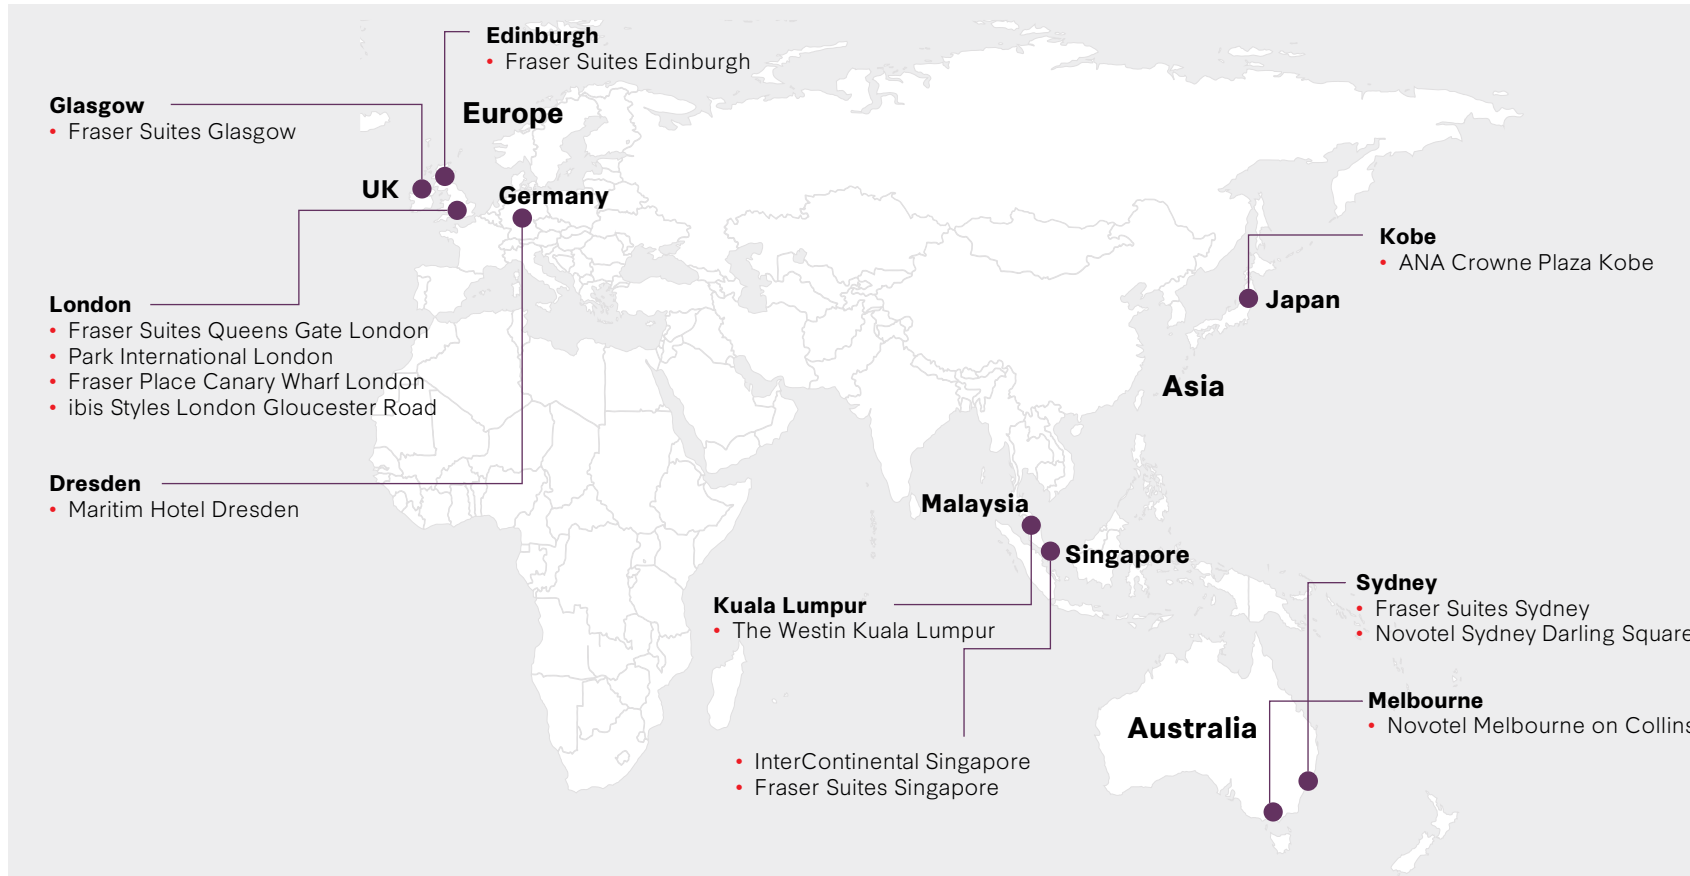 Edinburgh
• Fraser Suites Edinburgh
Glasgow
• Fraser Suites Glasgow
Europe
UK
Germany
London
• Fraser Suites Queens Gate London
• Park International London
• Fraser Place Canary Wharf London
• ibis Styles London Gloucester Road
Dresden
• Maritim Hotel Dresden
Kobe
• ANA Crowne Plaza Kobe
Japan
Asia
Malaysia
Singapore
Kuala Lumpur
• The Westin Kuala Lumpur
• InterContinental Singapore
• Fraser Suites Singapore
Sydney
• Fraser Suites Sydney
• Novotel Sydney Darling Square
Melbourne
• Novotel Melbourne on Collins
Australia